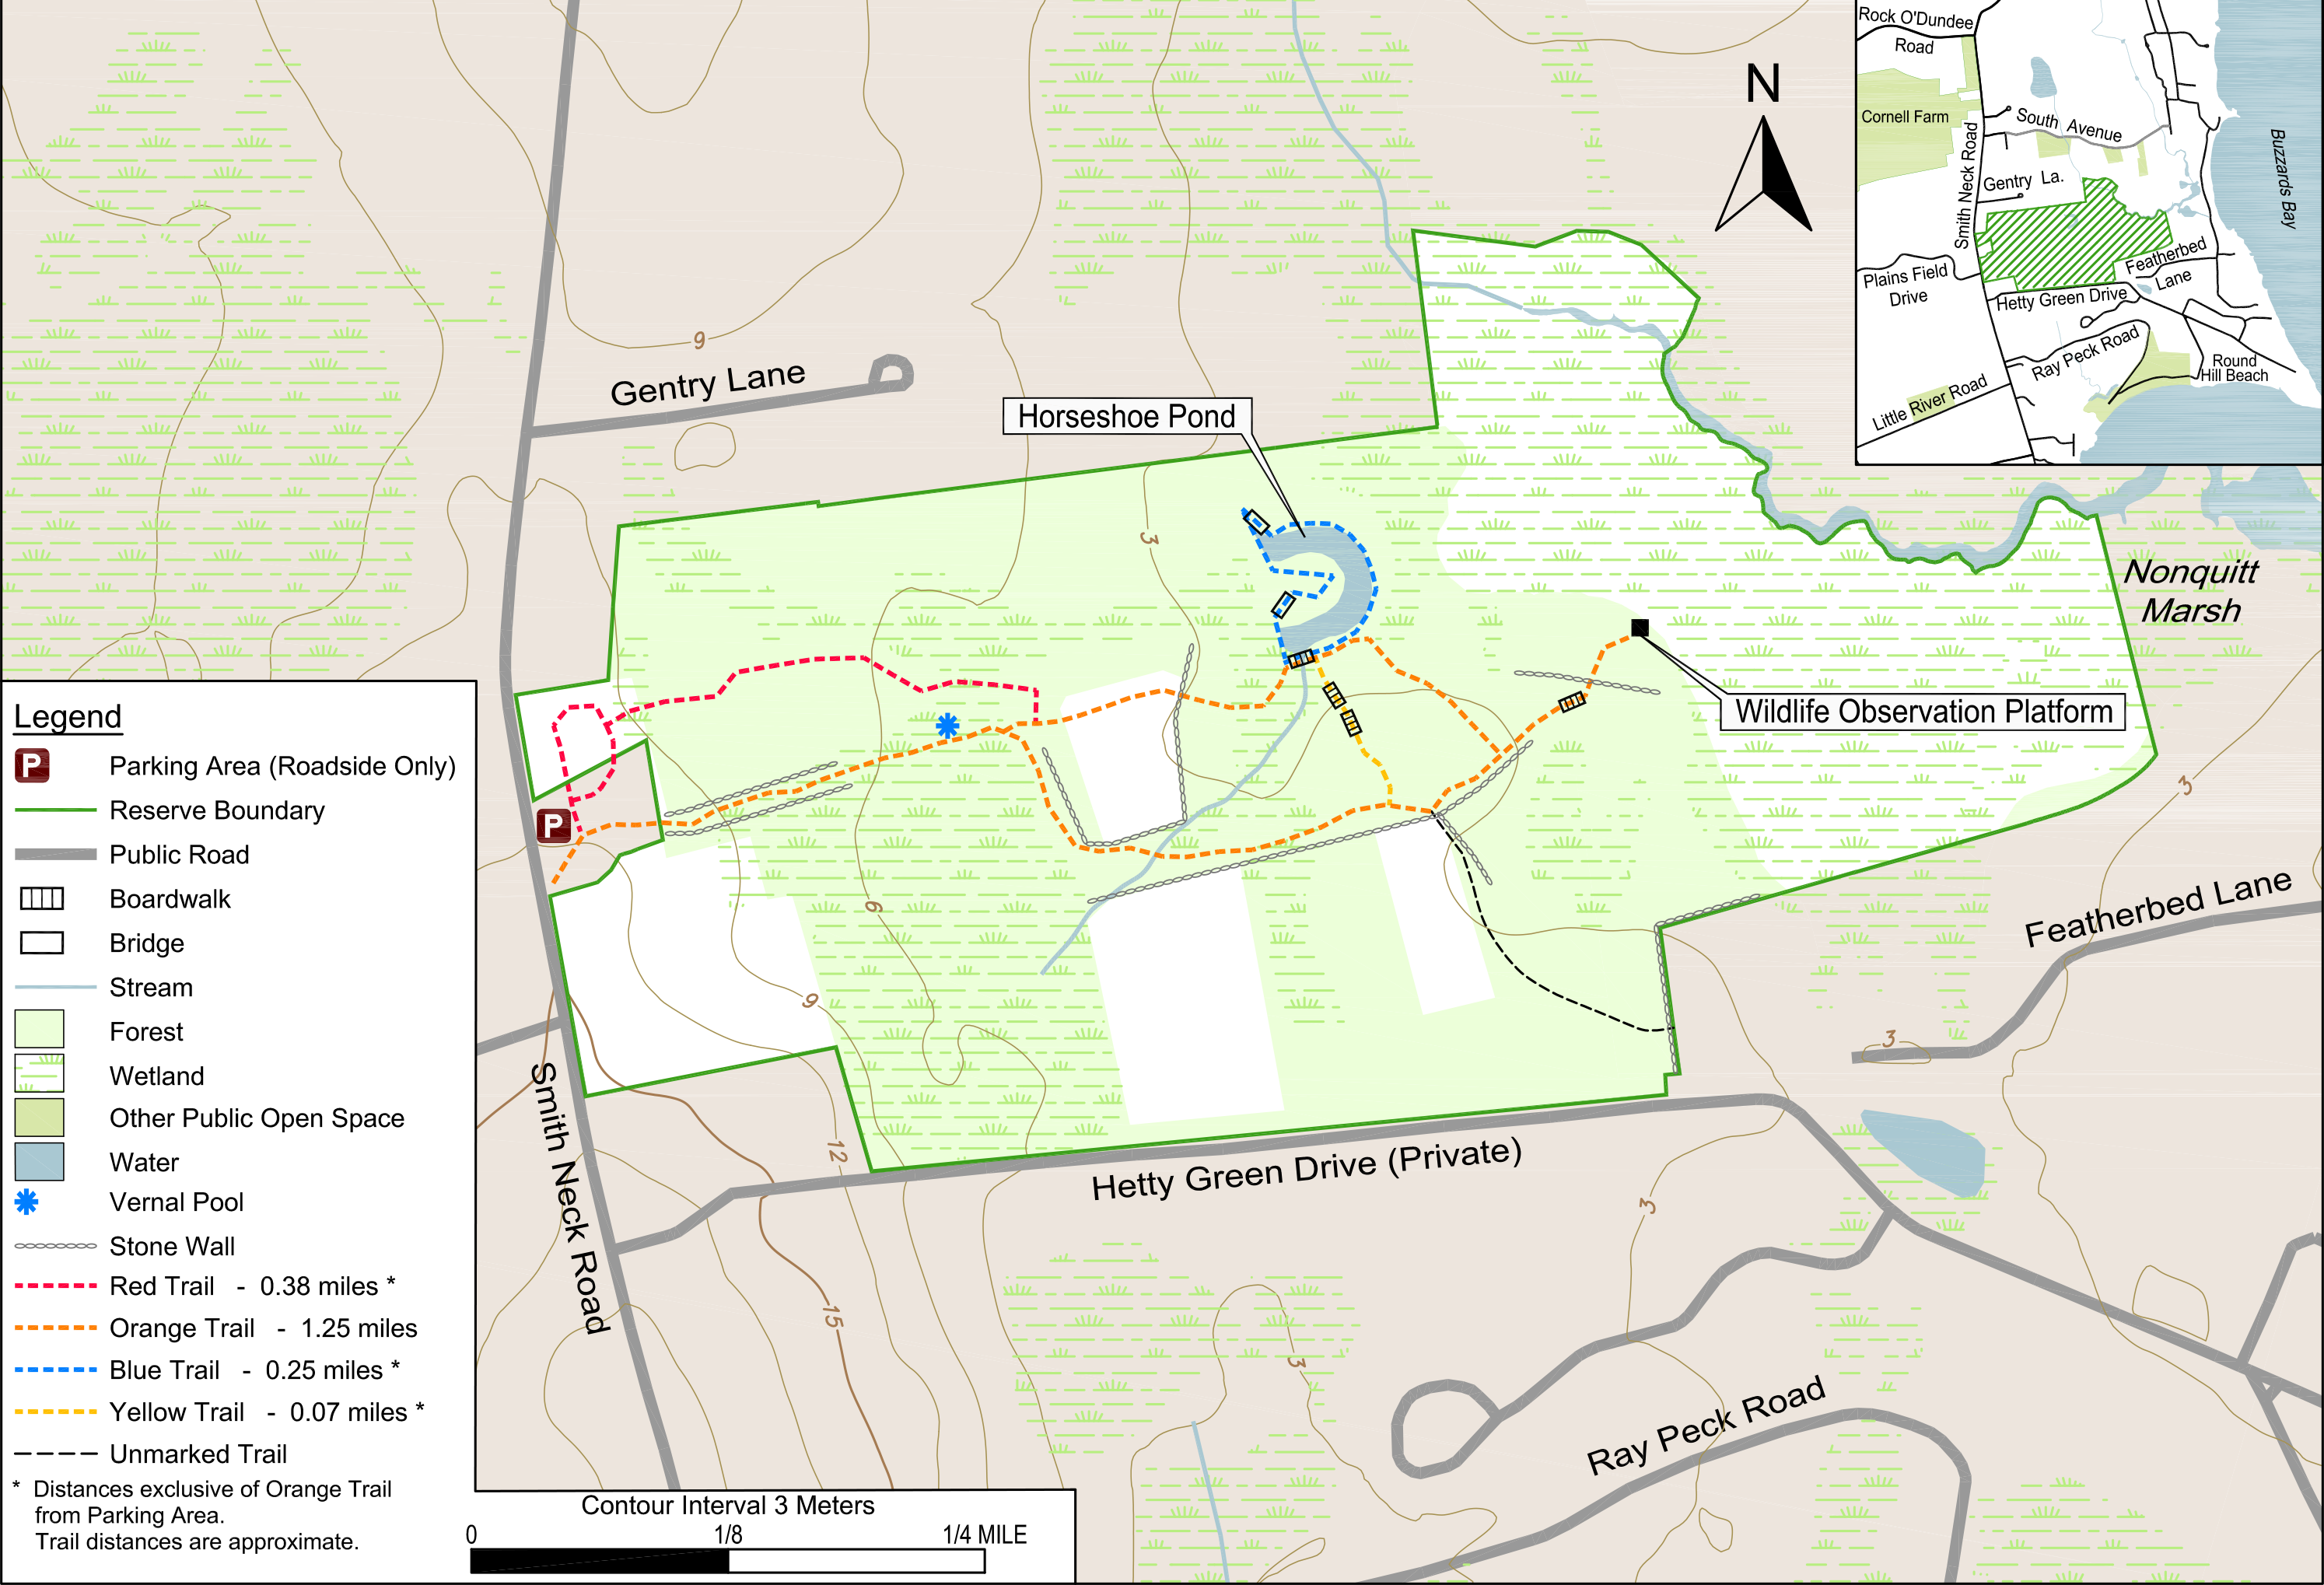 Rock O'Dundee
Road
Cornell Farm
Smith Neck Road
South Avenue
Gentry La.
Buzzards Bay
Plains Field
Drive
Featherbed
Lane
Hetty Green Drive
Ray Peck Road
Round
Hill Beach
Little River Road
N
9
Gentry Lane
Horseshoe Pond
3
Nonquitt
Marsh
Wildlife Observation Platform
3
P
6
9
Featherbed Lane
3
Smith Neck Road
12
Hetty Green Drive (Private)
3
15
3
Ray Peck Road
Legend
P Parking Area (Roadside Only)
Reserve Boundary
Public Road
Boardwalk
Bridge
Stream
Forest
Wetland
Other Public Open Space
Water
Vernal Pool
Stone Wall
Red Trail - 0.38 miles *
Orange Trail - 1.25 miles
Blue Trail - 0.25 miles *
Yellow Trail - 0.07 miles *
Unmarked Trail
* Distances exclusive of Orange Trail
from Parking Area.
Trail distances are approximate.
Contour Interval 3 Meters
0 1/8 1/4 MILE